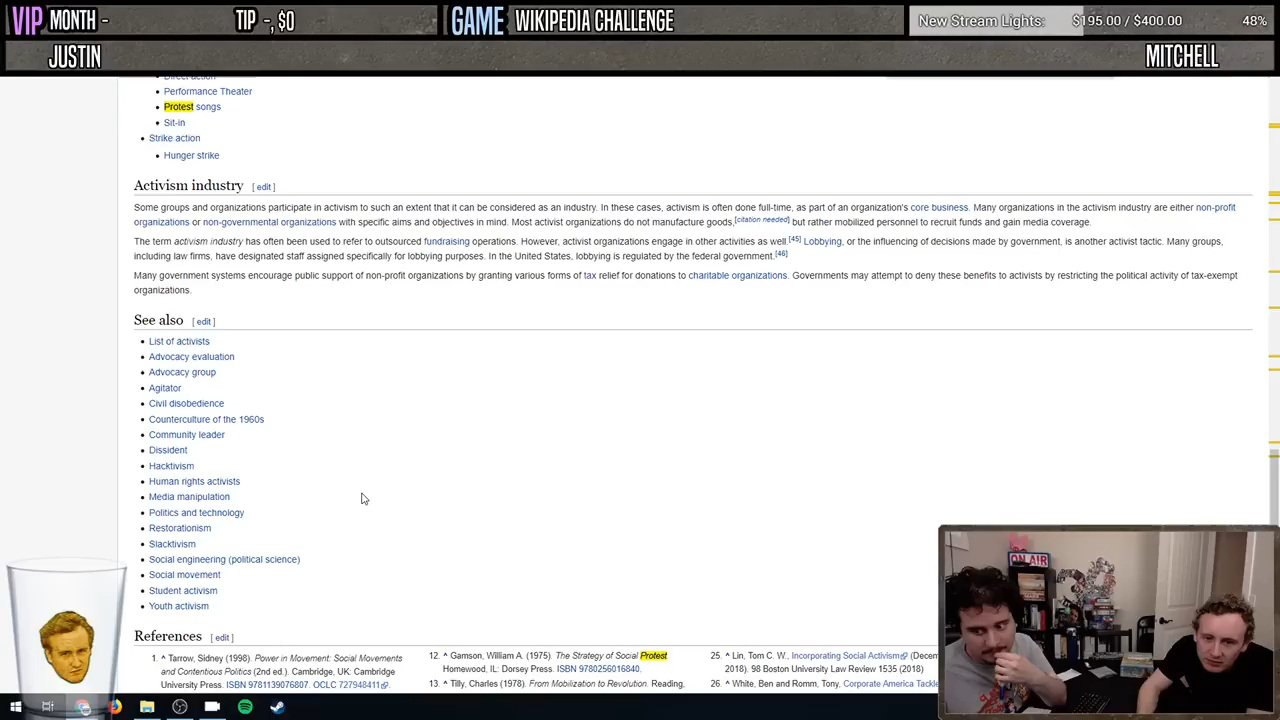 VIP MONTH - TIP -, $0 GAME WIKIPEDIA CHALLENGE New Stream Lights: $195.00 / $400.00 48%
JUSTIN MITCHELL
Direct action
Performance Theater
Protest songs
Sit-in
Strike action
Hunger strike
Activism industry [ edit ]
Some groups and organizations participate in activism to such an extent that it can be considered as an industry. In these cases, activism is often done full-time, as part of an organization's core business. Many organizations in the activism industry are either non-profit
organizations or non-governmental organizations with specific aims and objectives in mind. Most activist organizations do not manufacture goods,[citation needed] but rather mobilized personnel to recruit funds and gain media coverage.
The term activism industry has often been used to refer to outsourced fundraising operations. However, activist organizations engage in other activities as well.[45] Lobbying, or the influencing of decisions made by government, is another activist tactic. Many groups,
including law firms, have designated staff assigned specifically for lobbying purposes. In the United States, lobbying is regulated by the federal government.[46]
Many government systems encourage public support of non-profit organizations by granting various forms of tax relief for donations to charitable organizations. Governments may attempt to deny these benefits to activists by restricting the political activity of tax-exempt
organizations.
See also [ edit ]
List of activists
Advocacy evaluation
Advocacy group
Agitator
Civil disobedience
Counterculture of the 1960s
Community leader
Dissident
Hacktivism
Human rights activists
Media manipulation
Politics and technology
Restorationism
Slacktivism
Social engineering (political science)
Social movement
Student activism
Youth activism
References [ edit ]
1. ^ Tarrow, Sidney (1998). Power in Movement: Social Movements
and Contentious Politics (2nd ed.). Cambridge, UK: Cambridge
University Press. ISBN 9781139076807. OCLC 727948411.
12. ^ Gamson, William A. (1975). The Strategy of Social Protest
Homewood, IL: Dorsey Press. ISBN 9780256016840.
13. ^ Tilly, Charles (1978). From Mobilization to Revolution. Reading,
25. ^ Lin, Tom C. W., Incorporating Social Activism (Decem
2018). 98 Boston University Law Review 1535 (2018)
26. ^ White, Ben and Romm, Tony, Corporate America Tackle
ON AIR